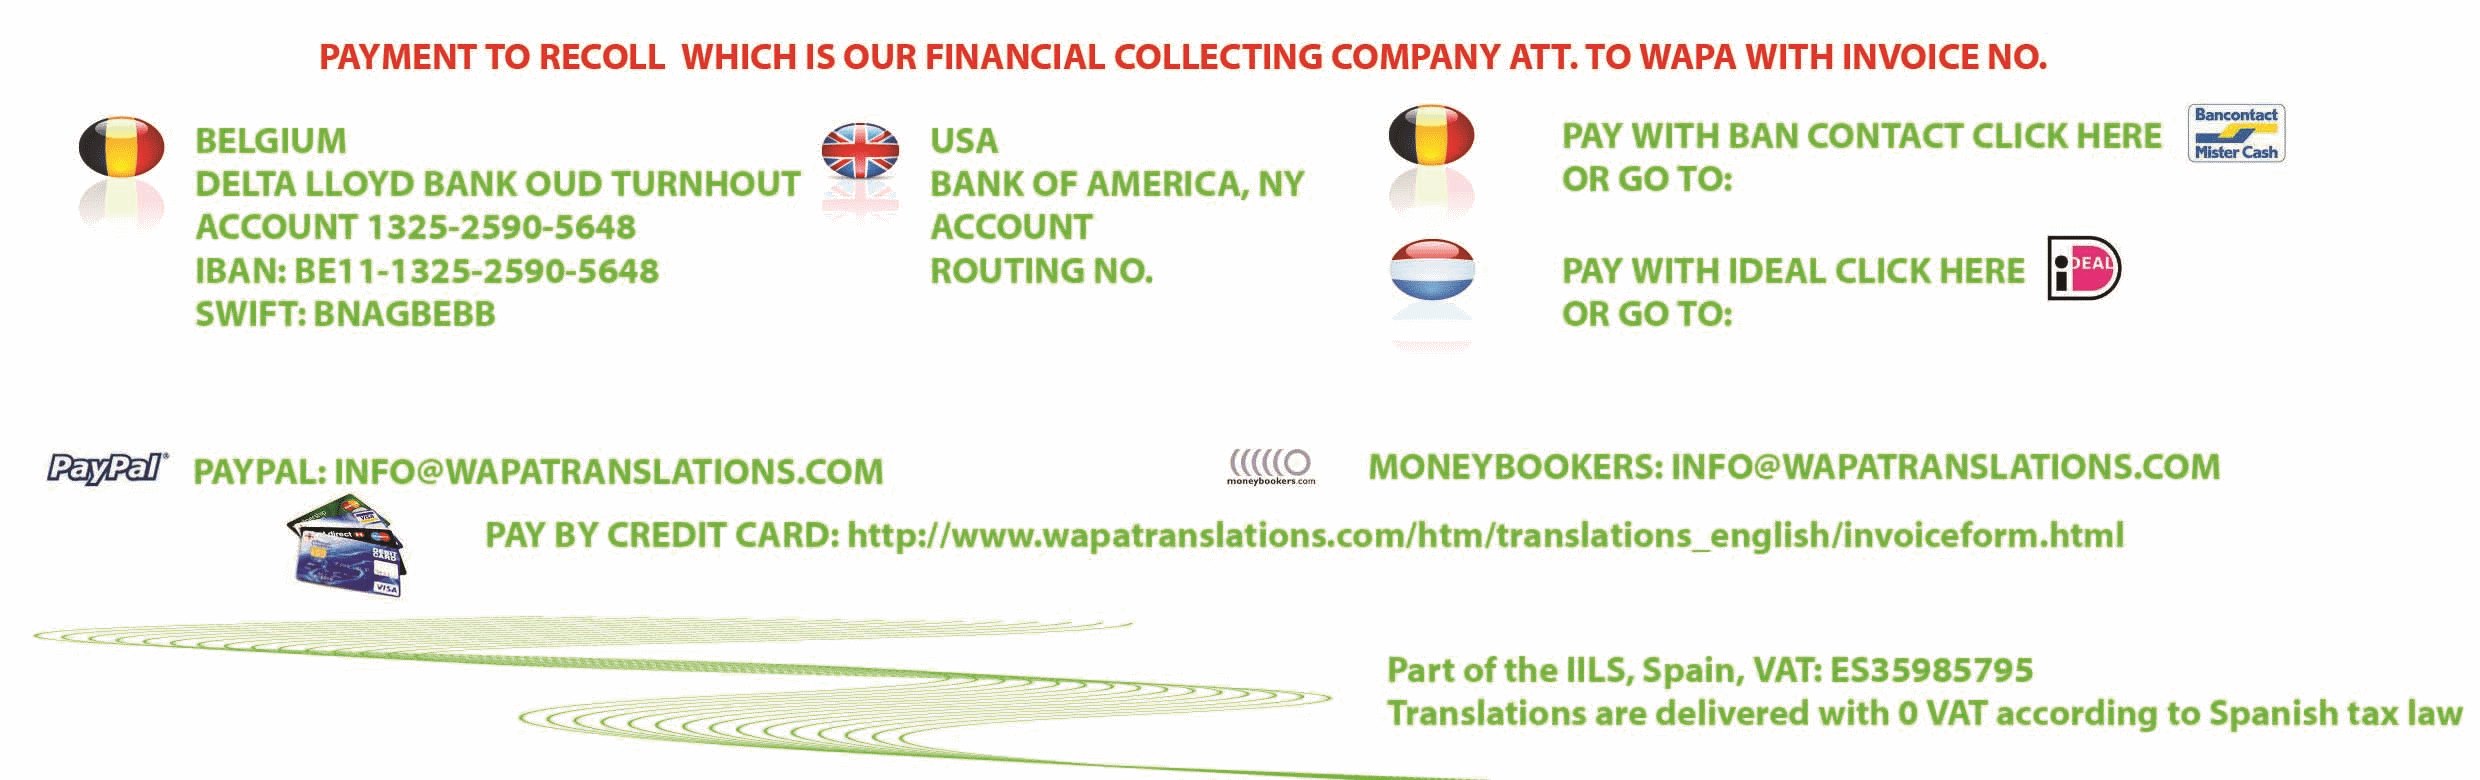 PAYMENT TO RECOLL WHICH IS OUR FINANCIAL COLLECTING COMPANY ATT. TO WAPA WITH INVOICE NO.
BELGIUM
DELTA LLOYD BANK OUD TURNHOUT
ACCOUNT 1325-2590-5648
IBAN: BE11-1325-2590-5648
SWIFT: BNAGBEBB
USA
BANK OF AMERICA, NY
ACCOUNT
ROUTING NO.
PAY WITH BAN CONTACT CLICK HERE
OR GO TO:
Bancontact
Mister Cash
PAY WITH IDEAL CLICK HERE
OR GO TO:
iDEAL
PayPal®
PAYPAL: INFO@WAPATRANSLATIONS.COM
moneybookers.com
MONEYBOOKERS: INFO@WAPATRANSLATIONS.COM
DEBIT
CARD
VISA
PAY BY CREDIT CARD: http://www.wapatranslations.com/htm/translations_english/invoiceform.html
Part of the IILS, Spain, VAT: ES35985795
Translations are delivered with 0 VAT according to Spanish tax law